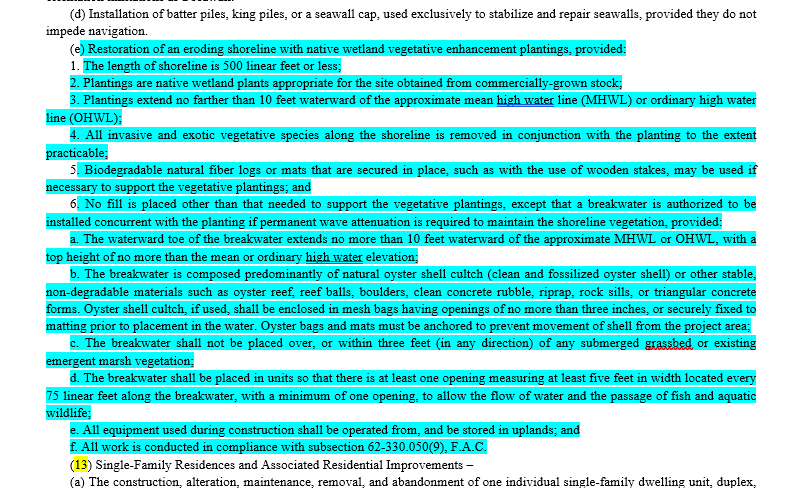 (d) Installation of batter piles, king piles, or a seawall cap, used exclusively to stabilize and repair seawalls, provided they do not
impede navigation.
(e) Restoration of an eroding shoreline with native wetland vegetative enhancement plantings, provided:
1. The length of shoreline is 500 linear feet or less;
2. Plantings are native wetland plants appropriate for the site obtained from commercially-grown stock;
3. Plantings extend no farther than 10 feet waterward of the approximate mean high water line (MHWL) or ordinary high water
line (OHWL);
4. All invasive and exotic vegetative species along the shoreline is removed in conjunction with the planting to the extent
practicable;
5. Biodegradable natural fiber logs or mats that are secured in place, such as with the use of wooden stakes, may be used if
necessary to support the vegetative plantings; and
6. No fill is placed other than that needed to support the vegetative plantings, except that a breakwater is authorized to be
installed concurrent with the planting if permanent wave attenuation is required to maintain the shoreline vegetation, provided:
a. The waterward toe of the breakwater extends no more than 10 feet waterward of the approximate MHWL or OHWL, with a
top height of no more than the mean or ordinary high water elevation;
b. The breakwater is composed predominantly of natural oyster shell cultch (clean and fossilized oyster shell) or other stable,
non-degradable materials such as oyster reef, reef balls, boulders, clean concrete rubble, riprap, rock sills, or triangular concrete
forms. Oyster shell cultch, if used, shall be enclosed in mesh bags having openings of no more than three inches, or securely fixed to
matting prior to placement in the water. Oyster bags and mats must be anchored to prevent movement of shell from the project area;
c. The breakwater shall not be placed over, or within three feet (in any direction) of any submerged grassbed or existing
emergent marsh vegetation;
d. The breakwater shall be placed in units so that there is at least one opening measuring at least five feet in width located every
75 linear feet along the breakwater, with a minimum of one opening, to allow the flow of water and the passage of fish and aquatic
wildlife;
e. All equipment used during construction shall be operated from, and be stored in uplands; and
f. All work is conducted in compliance with subsection 62-330.050(9), F.A.C.
(13) Single-Family Residences and Associated Residential Improvements –
(a) The construction, alteration, maintenance, removal, and abandonment of one individual single-family dwelling unit, duplex,